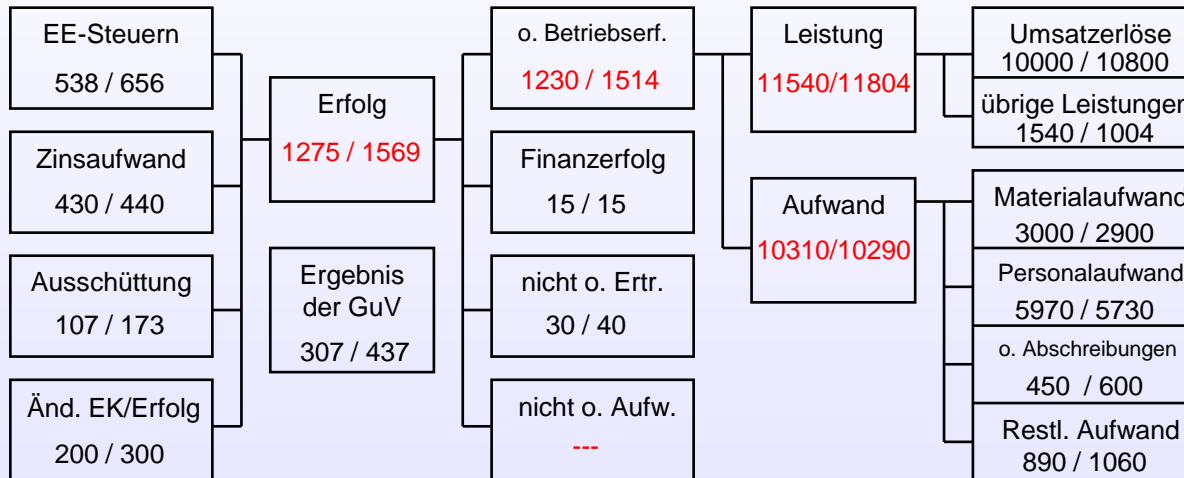 EE-Steuern
538 / 656
Zinsaufwand
430 / 440
Ausschüttung
107 / 173
Änd. EK/Erfolg
200 / 300
Erfolg
1275 / 1569
Ergebnis
der GuV
307 / 437
o. Betriebserf.
1230 / 1514
Finanzerfolg
15 / 15
nicht o. Ertr.
30 / 40
nicht o. Aufw.
---
Leistung
11540/11804
Aufwand
10310/10290
Umsatzerlöse
10000 / 10800
übrige Leistungen
1540 / 1004
Materialaufwand
3000 / 2900
Personalaufwand
5970 / 5730
o. Abschreibungen
450 / 600
Restl. Aufwand
890 / 1060